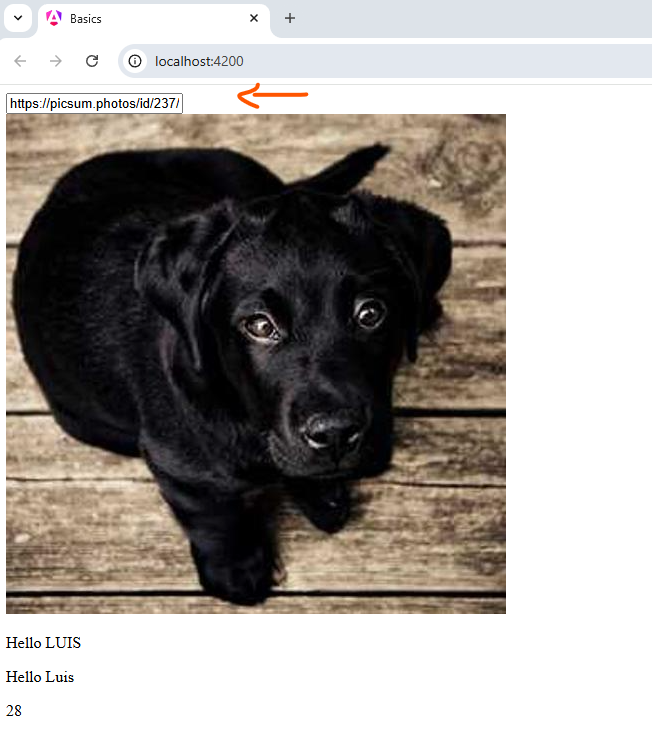 Basics
localhost:4200
https://picsum.photos/id/237/
Hello LUIS
Hello Luis
28